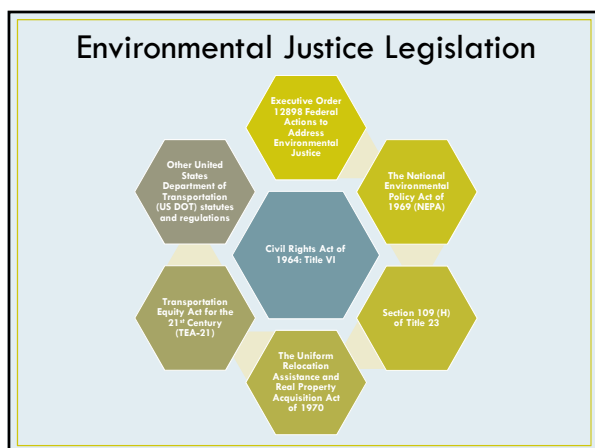 Environmental Justice Legislation
Executive Order
12898 Federal
Actions to
Address
Environmental
Justice
The National
Environmental
Policy Act of
1969 (NEPA)
Section 109 (H)
of Title 23
The Uniform
Relocation
Assistance and
Real Property
Acquisition Act
of 1970
Transportation
Equity Act for the
21st Century
(TEA-21)
Other United
States
Department of
Transportation
(US DOT) statutes
and regulations
Civil Rights Act of
1964: Title VI